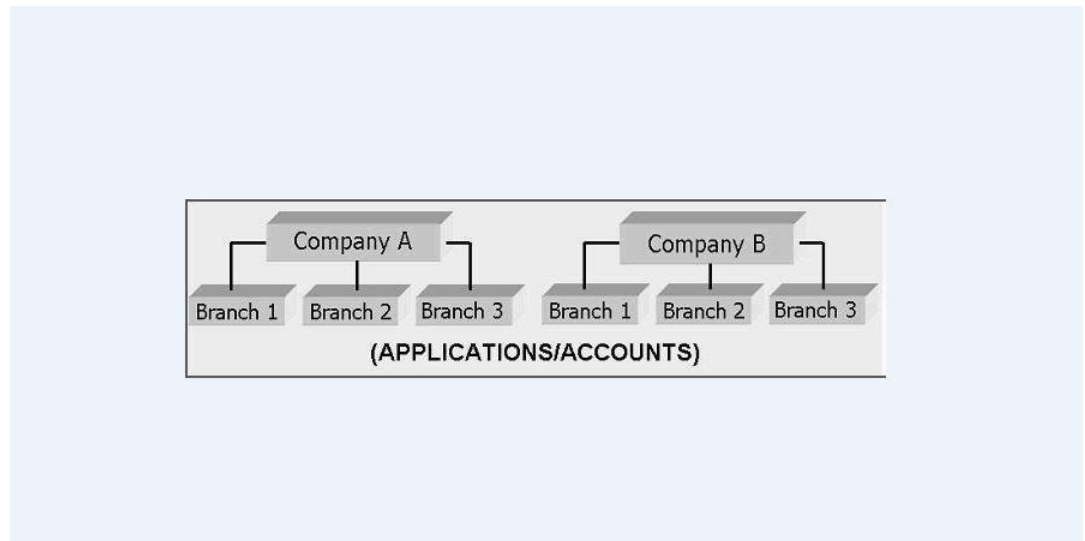 Company A
Company B
Branch 1
Branch 2
Branch 3
Branch 1
Branch 2
Branch 3
(APPLICATIONS/ACCOUNTS)